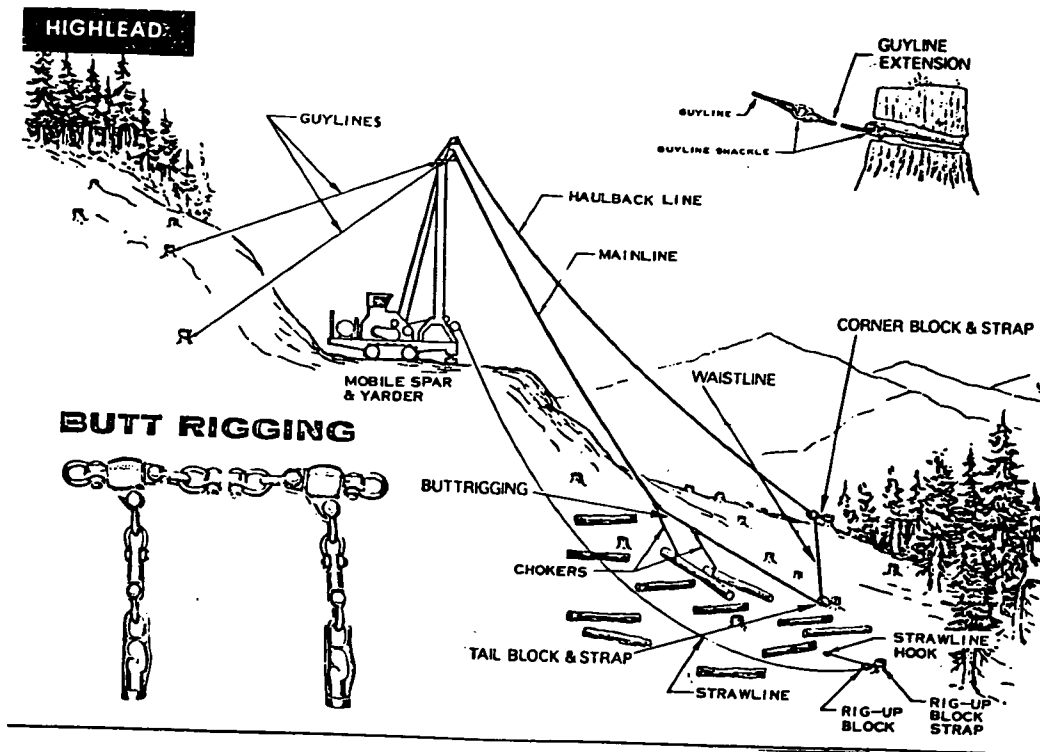 HIGHLEAD
GUYLINE
EXTENSION
GUYLINE
GUYLINE SHACKLE
GUYLINES
HAULBACK LINE
MAINLINE
CORNER BLOCK & STRAP
WAISTLINE
MOBILE SPAR
& YARDER
BUTT RIGGING
BUTTRIGGING
CHOKERS
TAIL BLOCK & STRAP
STRAWLINE
HOOK
STRAWLINE
RIG-UP
BLOCK
RIG-UP
BLOCK
STRAP